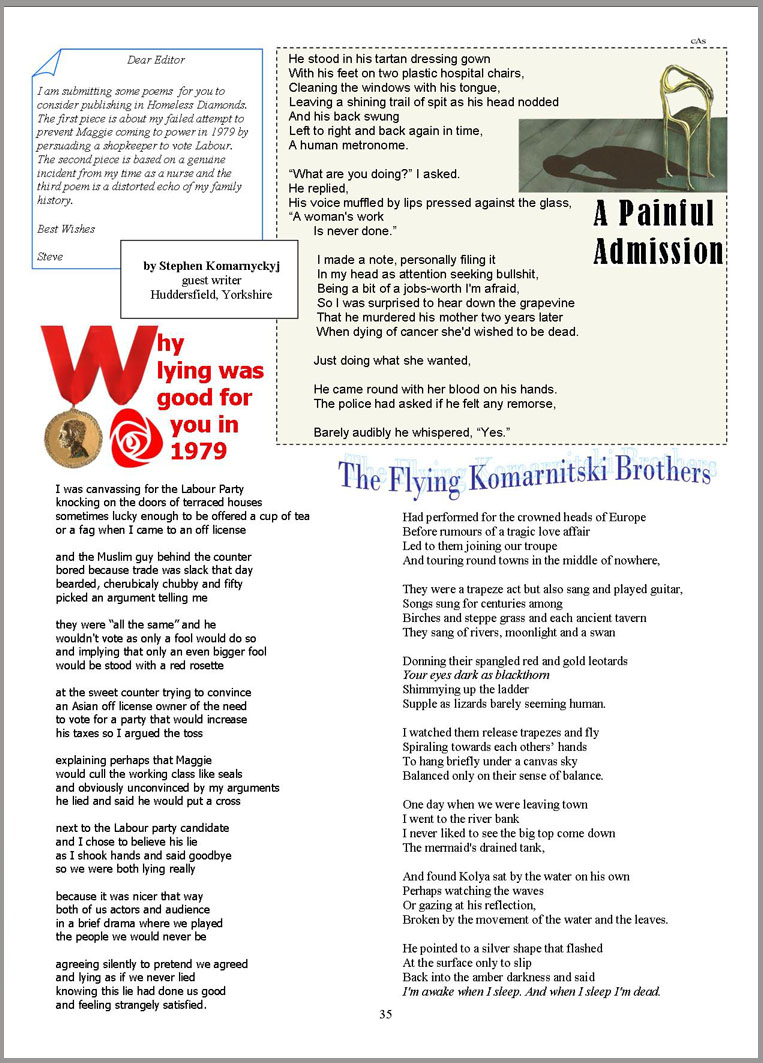 cAs
Dear Editor
I am submitting some poems for you to
consider publishing in Homeless Diamonds.
The first piece is about my failed attempt to
prevent Maggie coming to power in 1979 by
persuading a shopkeeper to vote Labour.
The second piece is based on a genuine
incident from my time as a nurse and the
third poem is a distorted echo of my family
history.
Best Wishes
Steve
by Stephen Komarnyckyj
guest writer
Huddersfield, Yorkshire
A Painful
Admission
He stood in his tartan dressing gown
With his feet on two plastic hospital chairs,
Cleaning the windows with his tongue,
Leaving a shining trail of spit as his head nodded
And his back swung
Left to right and back again in time,
A human metronome.
“What are you doing?” I asked.
He replied,
His voice muffled by lips pressed against the glass,
“A woman's work
Is never done.”
I made a note, personally filing it
In my head as attention seeking bullshit,
Being a bit of a jobs-worth I'm afraid,
So I was surprised to hear down the grapevine
That he murdered his mother two years later
When dying of cancer she'd wished to be dead.
Just doing what she wanted,
He came round with her blood on his hands.
The police had asked if he felt any remorse,
Barely audibly he whispered, “Yes.”
Why
lying was
good for
you in
1979
I was canvassing for the Labour Party
knocking on the doors of terraced houses
sometimes lucky enough to be offered a cup of tea
or a fag when I came to an off license
and the Muslim guy behind the counter
bored because trade was slack that day
bearded, cherubicaly chubby and fifty
picked an argument telling me
they were “all the same” and he
wouldn't vote as only a fool would do so
and implying that only an even bigger fool
would be stood with a red rosette
at the sweet counter trying to convince
an Asian off license owner of the need
to vote for a party that would increase
his taxes so I argued the toss
explaining perhaps that Maggie
would cull the working class like seals
and obviously unconvinced by my arguments
he lied and said he would put a cross
next to the Labour party candidate
and I chose to believe his lie
as I shook hands and said goodbye
so we were both lying really
because it was nicer that way
both of us actors and audience
in a brief drama where we played
the people we would never be
agreeing silently to pretend we agreed
and lying as if we never lied
knowing this lie had done us good
and feeling strangely satisfied.
The Flying Komarnitski Brothers
Had performed for the crowned heads of Europe
Before rumours of a tragic love affair
Led to them joining our troupe
And touring round towns in the middle of nowhere,
They were a trapeze act but also sang and played guitar,
Songs sung for centuries among
Birches and steppe grass and each ancient tavern
They sang of rivers, moonlight and a swan
Donning their spangled red and gold leotards
Your eyes dark as blackthorn
Shimmying up the ladder
Supple as lizards barely seeming human.
I watched them release trapezes and fly
Spiraling towards each others’ hands
To hang briefly under a canvas sky
Balanced only on their sense of balance.
One day when we were leaving town
I went to the river bank
I never liked to see the big top come down
The mermaid's drained tank,
And found Kolya sat by the water on his own
Perhaps watching the waves
Or gazing at his reflection,
Broken by the movement of the water and the leaves.
He pointed to a silver shape that flashed
At the surface only to slip
Back into the amber darkness and said
I'm awake when I sleep. And when I sleep I'm dead.
35